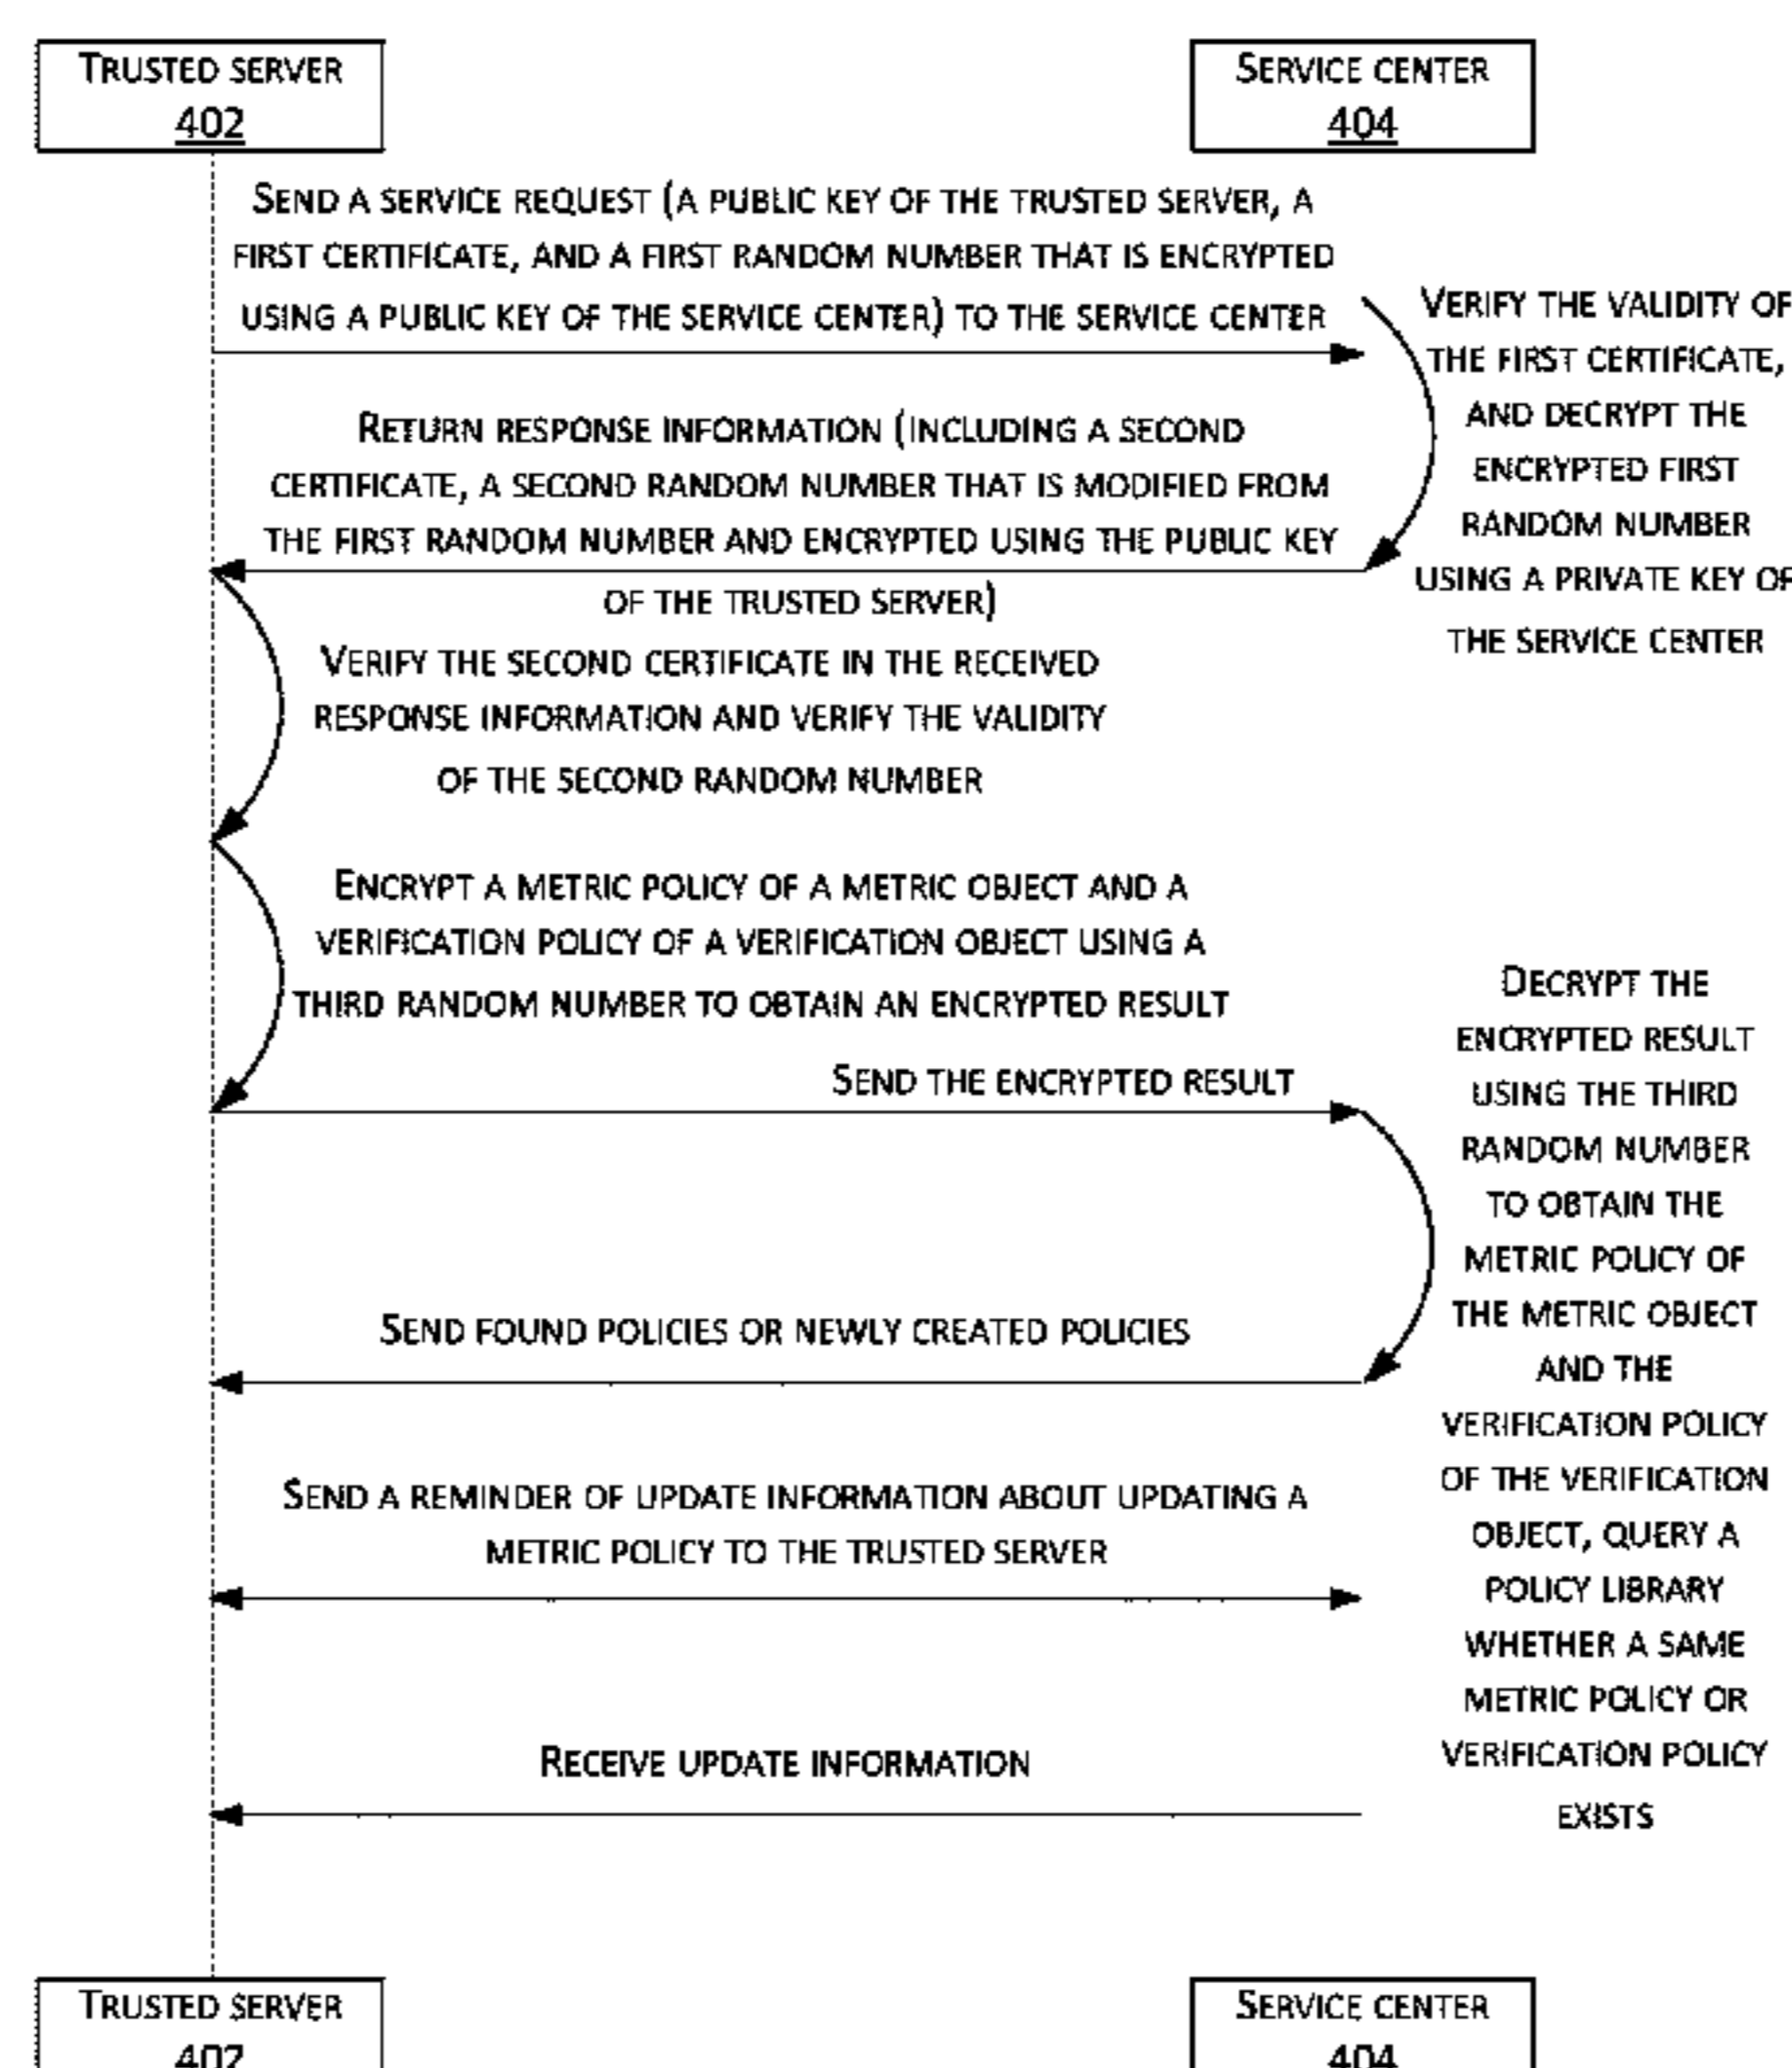 TRUSTED SERVER
402
SERVICE CENTER
404
SEND A SERVICE REQUEST (A PUBLIC KEY OF THE TRUSTED SERVER, A
FIRST CERTIFICATE, AND A FIRST RANDOM NUMBER THAT IS ENCRYPTED
USING A PUBLIC KEY OF THE SERVICE CENTER) TO THE SERVICE CENTER
VERIFY THE VALIDITY OF
THE FIRST CERTIFICATE,
AND DECRYPT THE
ENCRYPTED FIRST
RANDOM NUMBER
USING A PRIVATE KEY OF
THE SERVICE CENTER
RETURN RESPONSE INFORMATION (INCLUDING A SECOND
CERTIFICATE, A SECOND RANDOM NUMBER THAT IS MODIFIED FROM
THE FIRST RANDOM NUMBER AND ENCRYPTED USING THE PUBLIC KEY
OF THE TRUSTED SERVER)
VERIFY THE SECOND CERTIFICATE IN THE RECEIVED
RESPONSE INFORMATION AND VERIFY THE VALIDITY
OF THE SECOND RANDOM NUMBER
ENCRYPT A METRIC POLICY OF A METRIC OBJECT AND A
VERIFICATION POLICY OF A VERIFICATION OBJECT USING A
THIRD RANDOM NUMBER TO OBTAIN AN ENCRYPTED RESULT
SEND THE ENCRYPTED RESULT
DECRYPT THE
ENCRYPTED RESULT
USING THE THIRD
RANDOM NUMBER
TO OBTAIN THE
METRIC POLICY OF
THE METRIC OBJECT
AND THE
VERIFICATION POLICY
OF THE VERIFICATION
OBJECT, QUERY A
POLICY LIBRARY
WHETHER A SAME
METRIC POLICY OR
VERIFICATION POLICY
EXISTS
SEND FOUND POLICIES OR NEWLY CREATED POLICIES
SEND A REMINDER OF UPDATE INFORMATION ABOUT UPDATING A
METRIC POLICY TO THE TRUSTED SERVER
RECEIVE UPDATE INFORMATION
TRUSTED SERVER
402
SERVICE CENTER
404